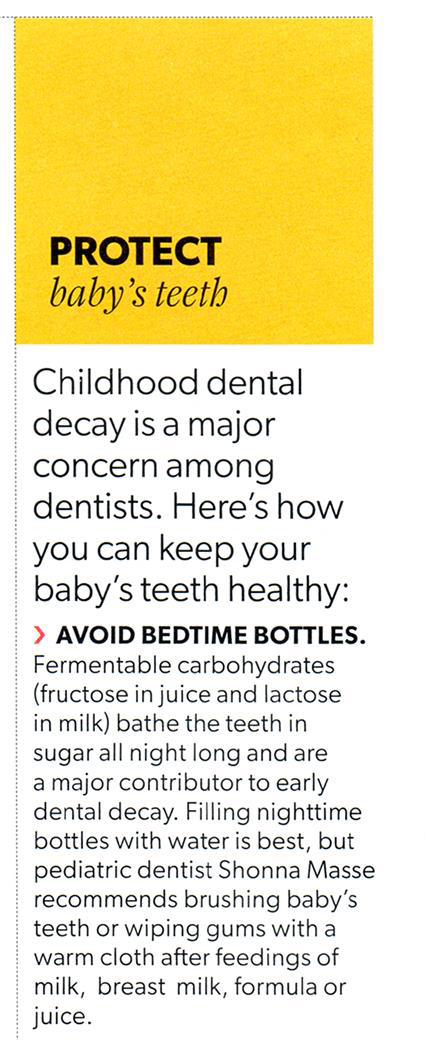 PROTECT
baby's teeth
Childhood dental
decay is a major
concern among
dentists. Here's how
you can keep your
baby's teeth healthy:
› AVOID BEDTIME BOTTLES.
Fermentable carbohydrates
(fructose in juice and lactose
in milk) bathe the teeth in
sugar all night long and are
a major contributor to early
dental decay. Filling nighttime
bottles with water is best, but
pediatric dentist Shonna Masse
recommends brushing baby's
teeth or wiping gums with a
warm cloth after feedings of
milk, breast milk, formula or
juice.